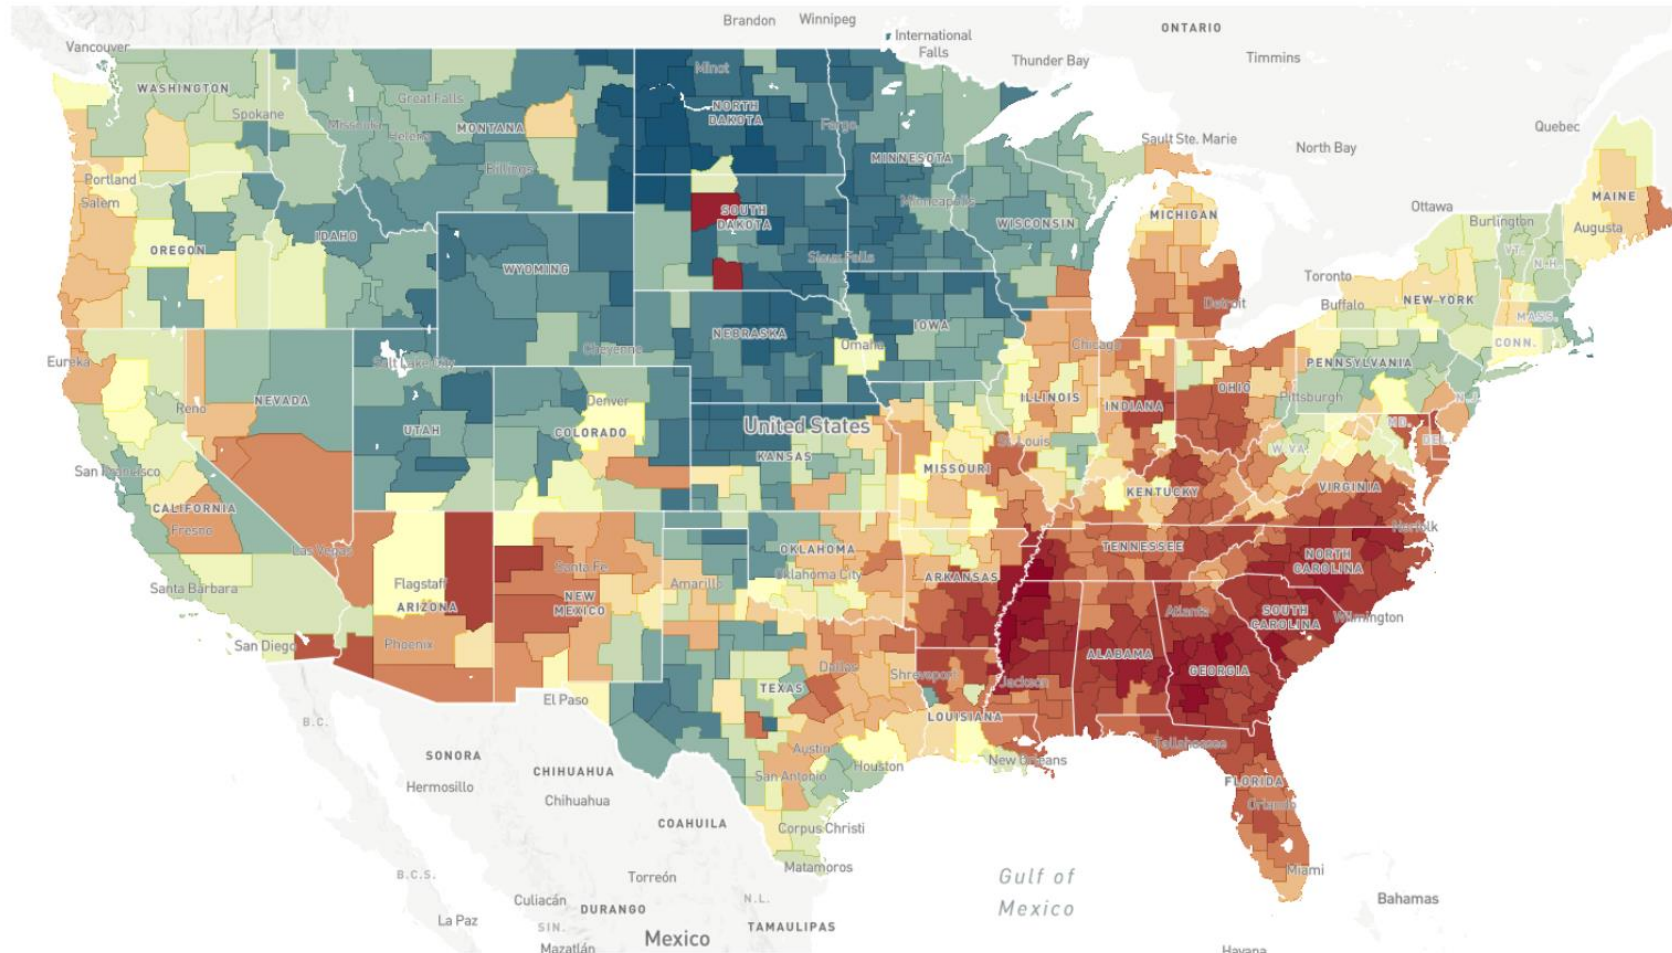 Brandon
Winnipeg
ONTARIO
Vancouver
International
Falls
Thunder Bay
Timmins
WASHINGTON
Spokane
Great Falls
Missoula
Helena
MONTANA
Billings
Minot
NORTH
DAKOTA
Fargo
MINNESOTA
Minneapolis
Sault Ste. Marie
North Bay
Quebec
Portland
Salem
OREGON
IDAHO
WYOMING
SOUTH
DAKOTA
Sioux Falls
WISCONSIN
MICHIGAN
Ottawa
Burlington
MAINE
Augusta
VT.
N.H.
Toronto
Buffalo
NEW YORK
MASS.
CONN.
Detroit
Eureka
Reno
NEVADA
Salt Lake City
UTAH
Cheyenne
Denver
COLORADO
NEBRASKA
Omaha
IOWA
Chicago
ILLINOIS
INDIANA
OHIO
PENNSYLVANIA
Pittsburgh
N.J.
MD.
DEL.
W.VA.
United States
KANSAS
MISSOURI
St. Louis
KENTUCKY
VIRGINIA
Norfolk
San Francisco
CALIFORNIA
Fresno
Las Vegas
Santa Barbara
San Diego
Flagstaff
ARIZONA
Phoenix
Santa Fe
NEW
MEXICO
Amarillo
OKLAHOMA
Oklahoma City
ARKANSAS
TENNESSEE
NORTH
CAROLINA
SOUTH
CAROLINA
Wilmington
Atlanta
ALABAMA
GEORGIA
Jackson
Shreveport
Dallas
TEXAS
El Paso
LOUISIANA
Austin
San Antonio
Houston
New Orleans
Tallahassee
FLORIDA
Orlando
Miami
B.C.
SONORA
Hermosillo
CHIHUAHUA
Chihuahua
COAHUILA
Corpus Christi
Matamoros
Gulf of
Mexico
Bahamas
B.C.S.
La Paz
Torreón
N.L.
Culiacán
DURANGO
SIN.
Mazatlán
Mexico
TAMAULIPAS
Havana